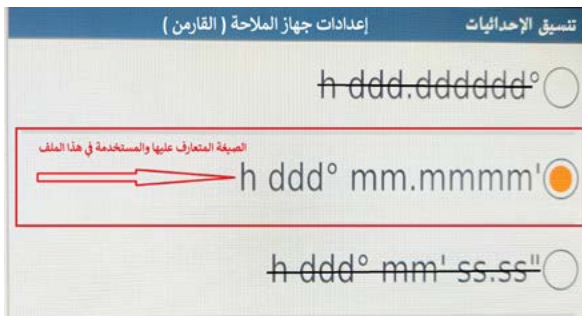 تنسيق الإحداثيات إعدادات جهاز الملاحة ( القارمن )
h ddd.dddddd°
الصيغة المتعارف عليها والمستخدمة في هذا الملف
h ddd° mm.mmmm'
h ddd° mm' ss.ss"